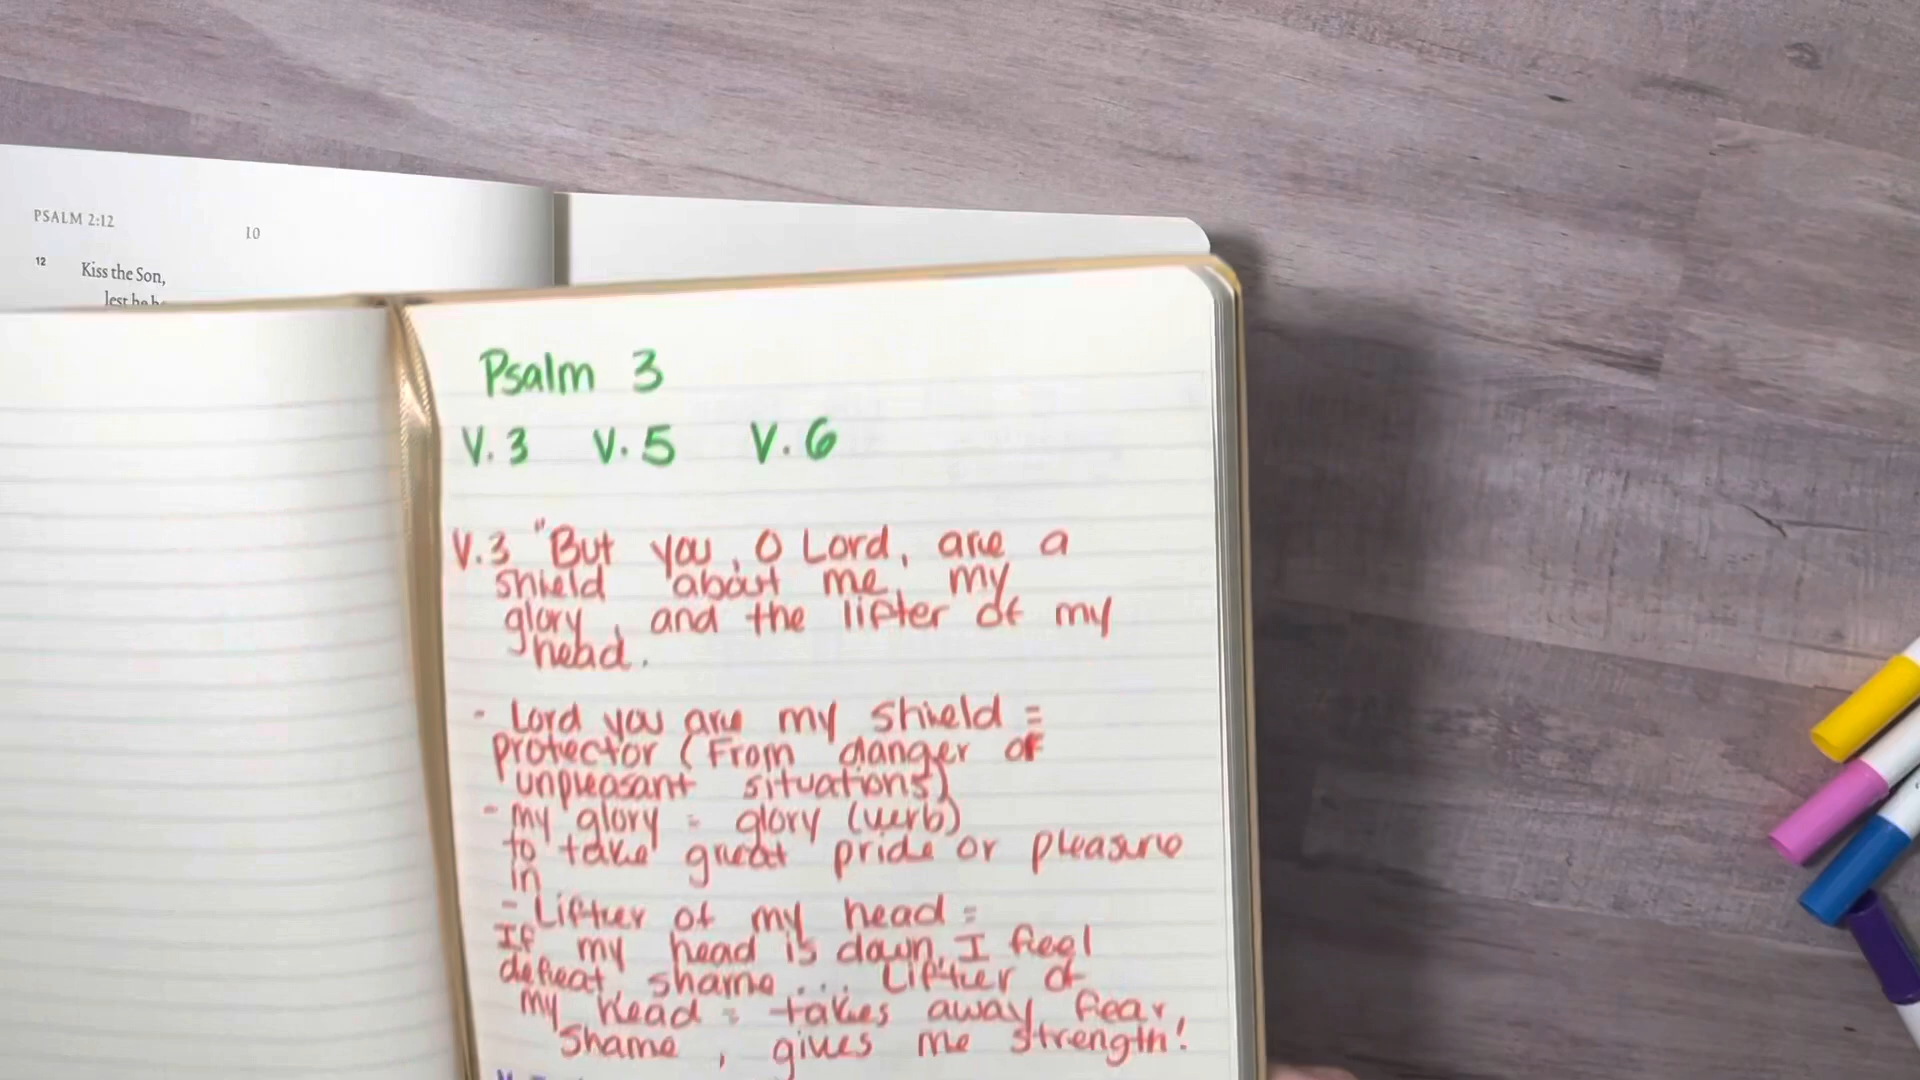 PSALM 2:12
10
12 Kiss the Son,
lest he b
Psalm 3
V.3 V.5 V.6
V.3 "But you, O Lord, are a
shield about me, my
glory, and the lifter of my
head.
- Lord you are my shield =
protector (From danger or
unpleasant situations)
- my glory = glory (verb)
to take great pride or pleasure
in
- Lifter of my head =
If my head is down, I feel
defeat shame... Lifter of
my head = takes away fear,
shame, gives me strength!